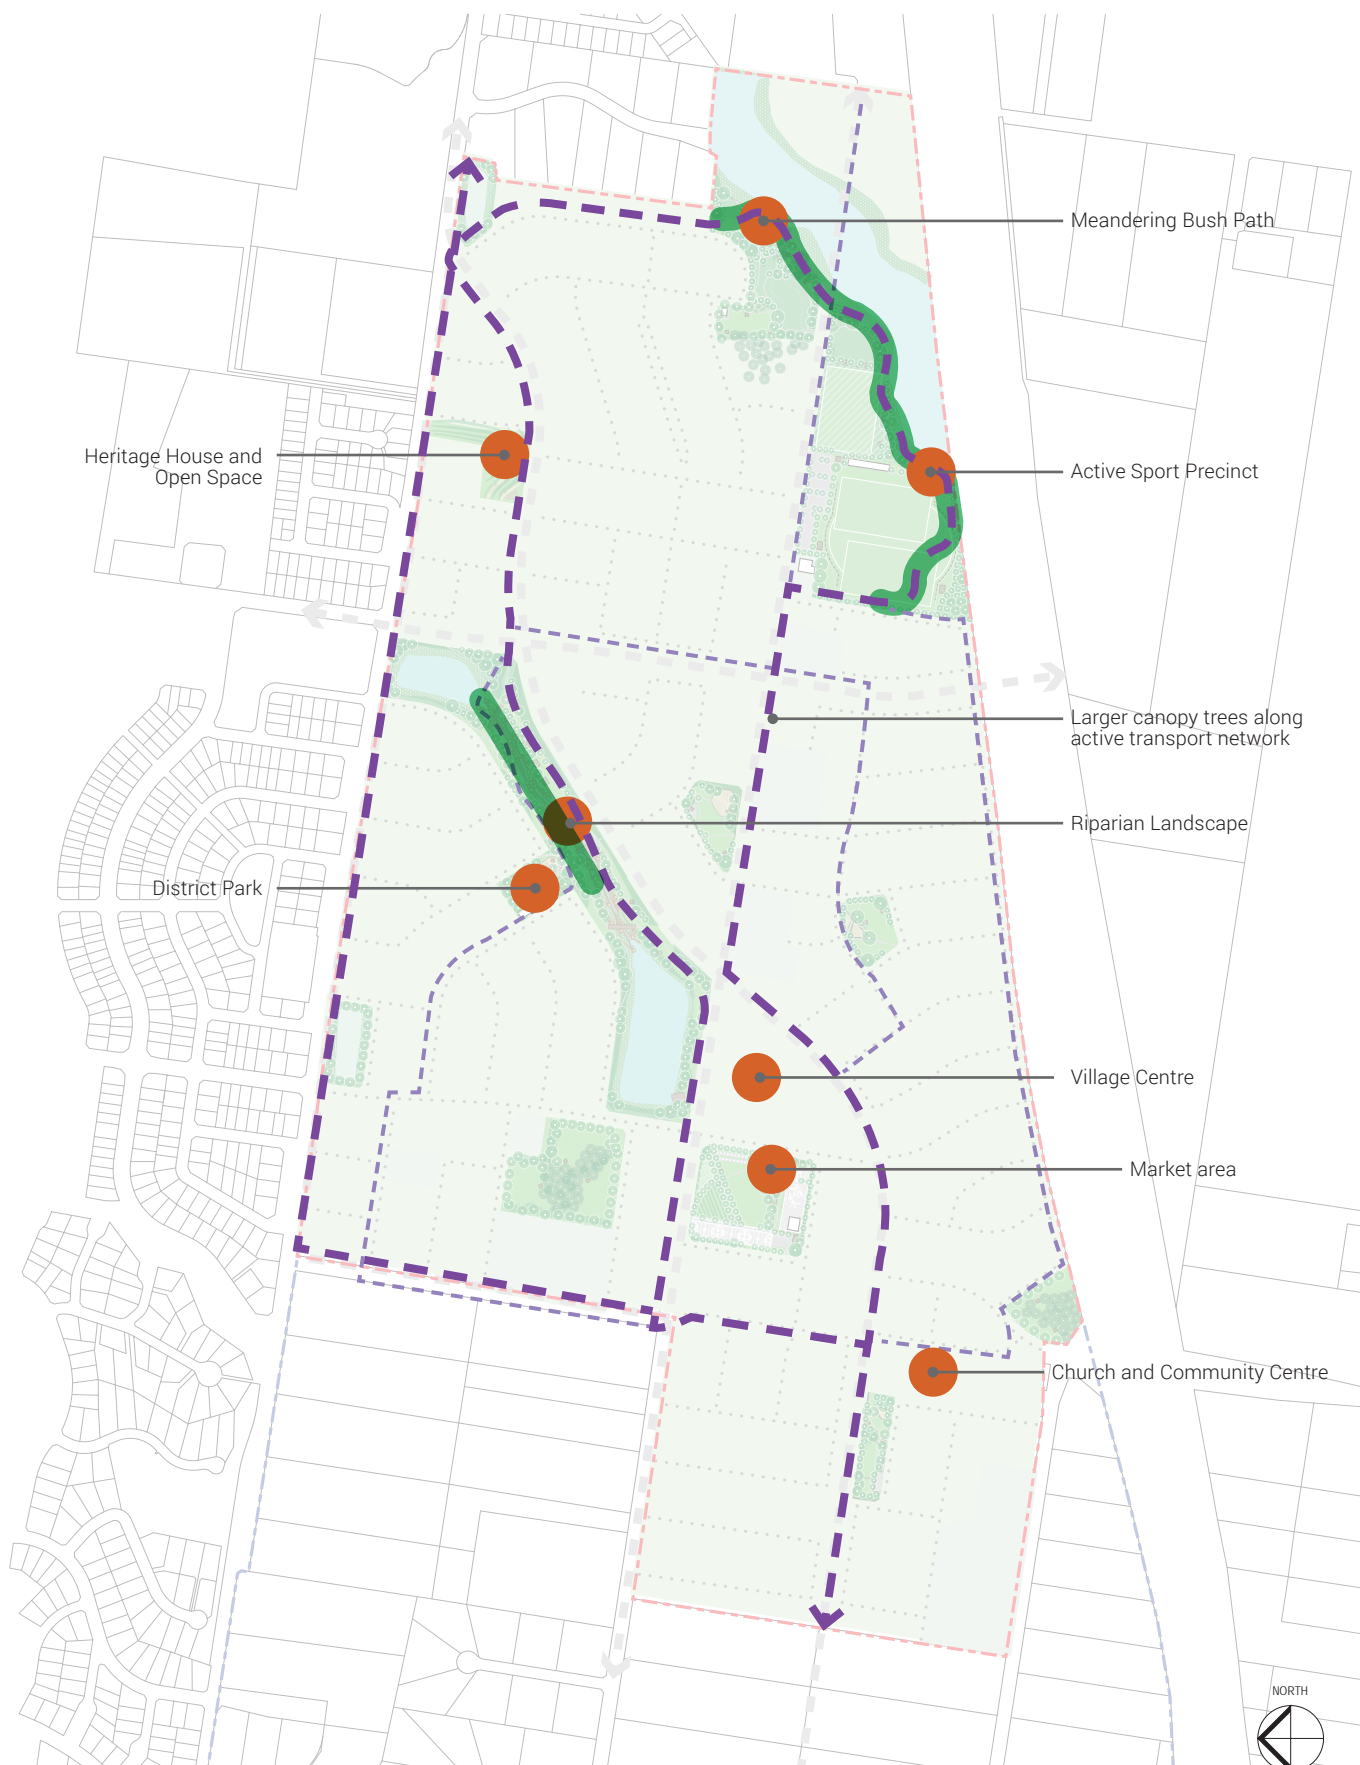 Meandering Bush Path
Heritage House and
Open Space
Active Sport Precinct
Larger canopy trees along
active transport network
Riparian Landscape
District Park
Village Centre
Market area
Church and Community Centre
NORTH